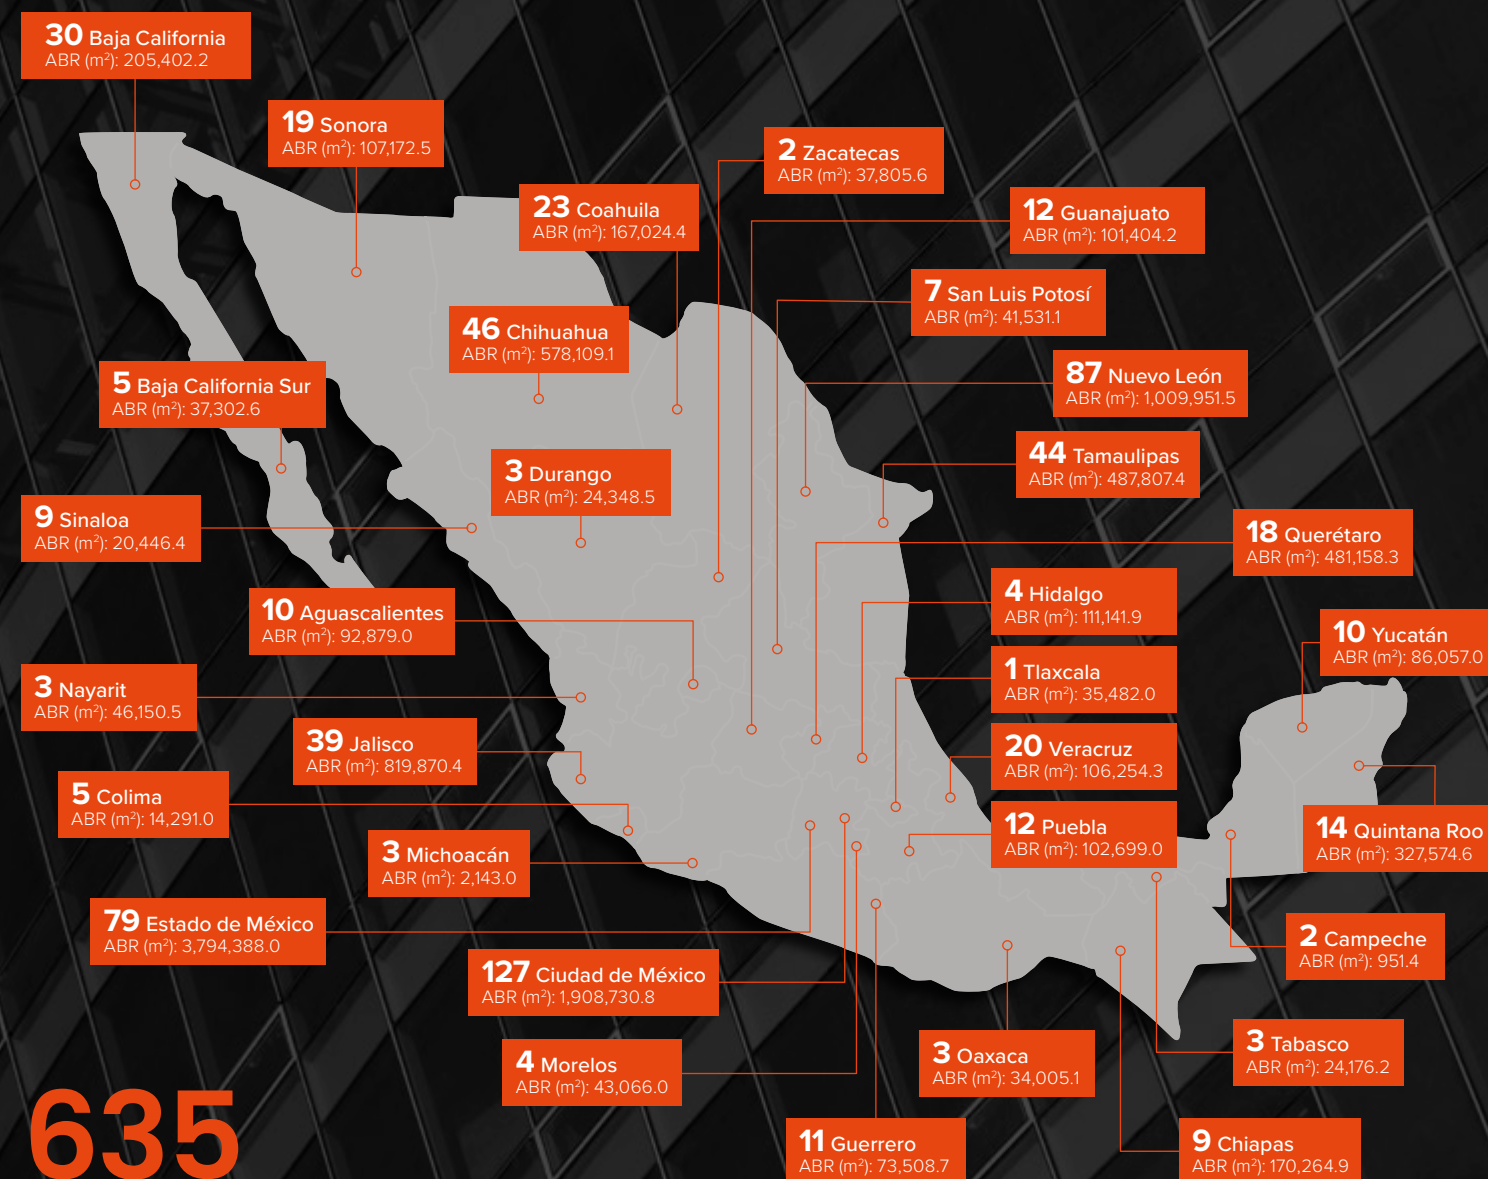 30 Baja California
ABR (m²): 205,402.2
19 Sonora
ABR (m²): 107,172.5
2 Zacatecas
ABR (m²): 37,805.6
23 Coahuila
ABR (m²): 167,024.4
12 Guanajuato
ABR (m²): 101,404.2
7 San Luis Potosí
ABR (m²): 41,531.1
46 Chihuahua
ABR (m²): 578,109.1
87 Nuevo León
ABR (m²): 1,009,951.5
5 Baja California Sur
ABR (m²): 37,302.6
44 Tamaulipas
ABR (m²): 487,807.4
3 Durango
ABR (m²): 24,348.5
9 Sinaloa
ABR (m²): 20,446.4
18 Querétaro
ABR (m²): 481,158.3
4 Hidalgo
ABR (m²): 111,141.9
10 Aguascalientes
ABR (m²): 92,879.0
10 Yucatán
ABR (m²): 86,057.0
1 Tlaxcala
ABR (m²): 35,482.0
3 Nayarit
ABR (m²): 46,150.5
39 Jalisco
ABR (m²): 819,870.4
20 Veracruz
ABR (m²): 106,254.3
5 Colima
ABR (m²): 14,291.0
12 Puebla
ABR (m²): 102,699.0
14 Quintana Roo
ABR (m²): 327,574.6
3 Michoacán
ABR (m²): 2,143.0
79 Estado de México
ABR (m²): 3,794,388.0
2 Campeche
ABR (m²): 951.4
127 Ciudad de México
ABR (m²): 1,908,730.8
3 Tabasco
ABR (m²): 24,176.2
3 Oaxaca
ABR (m²): 34,005.1
4 Morelos
ABR (m²): 43,066.0
635
11 Guerrero
ABR (m²): 73,508.7
9 Chiapas
ABR (m²): 170,264.9